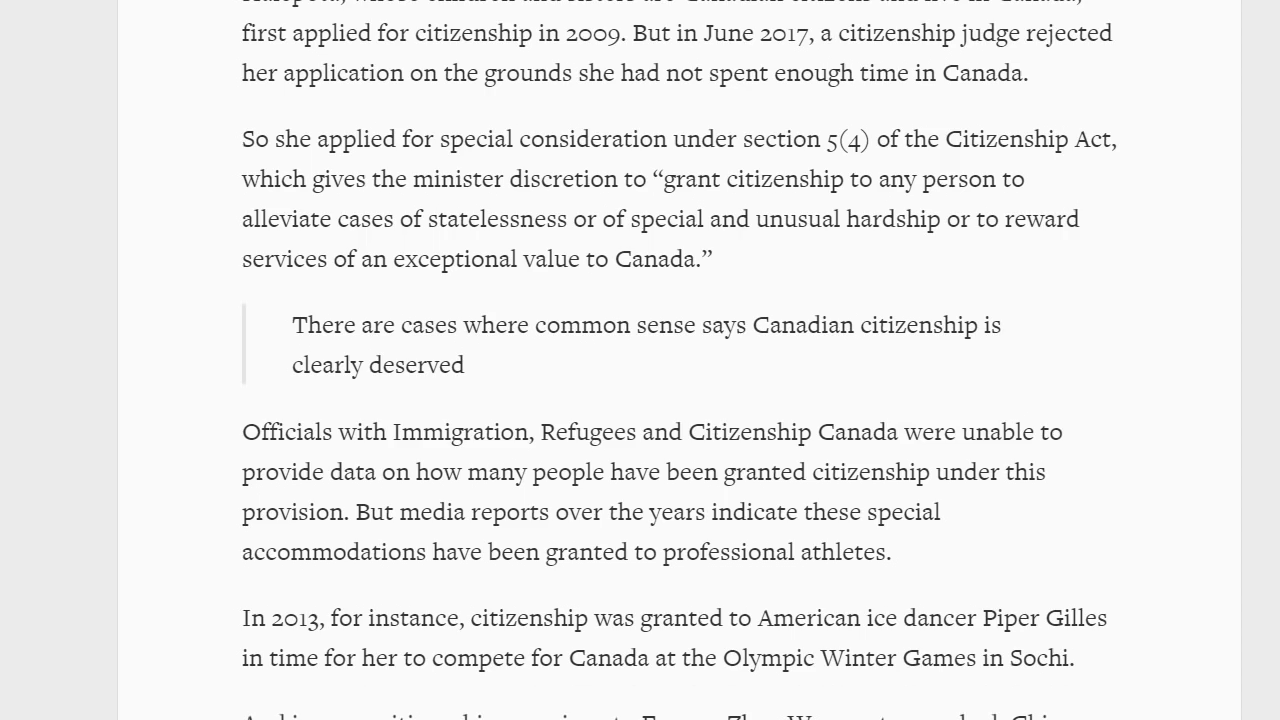 first applied for citizenship in 2009. But in June 2017, a citizenship judge rejected
her application on the grounds she had not spent enough time in Canada.
So she applied for special consideration under section 5(4) of the Citizenship Act,
which gives the minister discretion to “grant citizenship to any person to
alleviate cases of statelessness or of special and unusual hardship or to reward
services of an exceptional value to Canada.”
There are cases where common sense says Canadian citizenship is
clearly deserved
Officials with Immigration, Refugees and Citizenship Canada were unable to
provide data on how many people have been granted citizenship under this
provision. But media reports over the years indicate these special
accommodations have been granted to professional athletes.
In 2013, for instance, citizenship was granted to American ice dancer Piper Gilles
in time for her to compete for Canada at the Olympic Winter Games in Sochi.